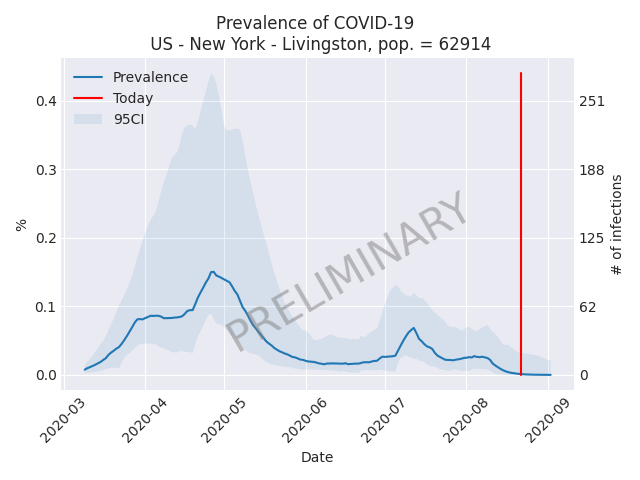 Prevalence of COVID-19
US - New York - Livingston, pop. = 62914
Prevalence
Today
95CI
%
0.4
0.3
0.2
0.1
0.0
251
188
125
62
0
# of infections
PRELIMINARY
2020-03
2020-04
2020-05
2020-06
2020-07
2020-08
2020-09
Date